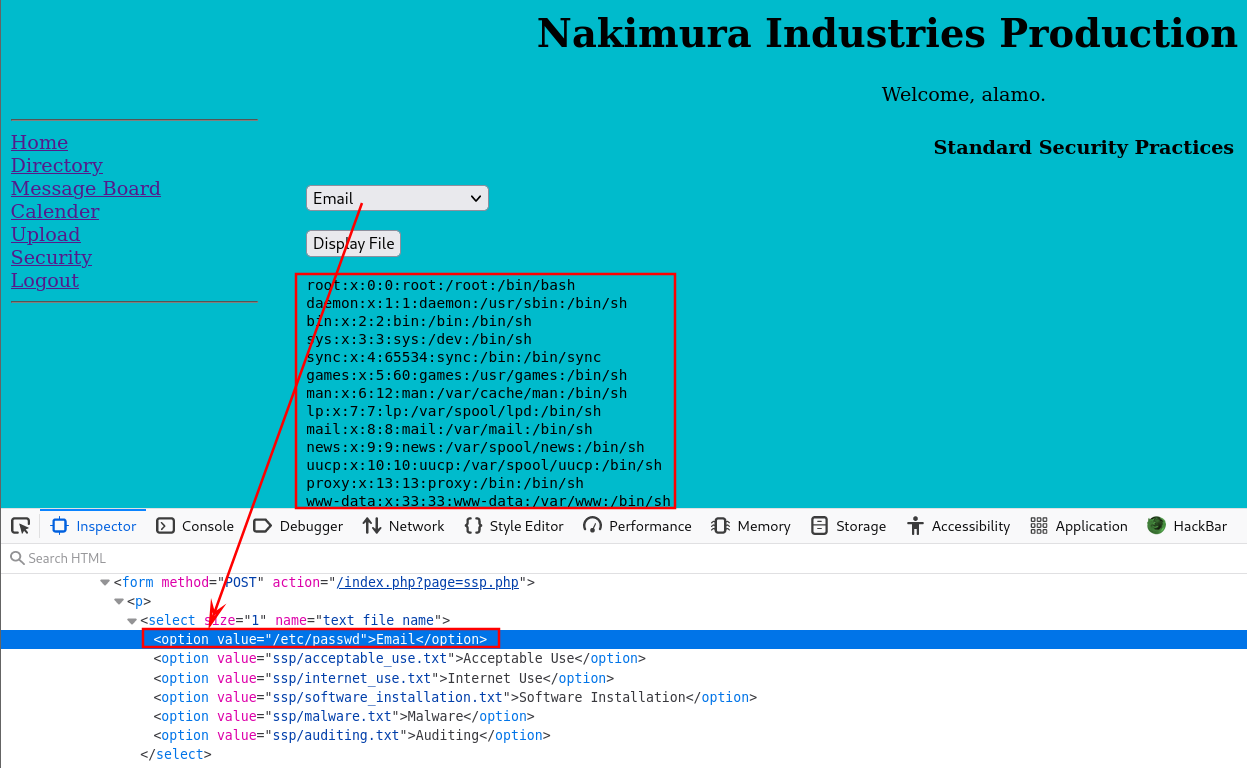 Nakimura Industries Production
Welcome, alamo.
Standard Security Practices
Home
Directory
Message Board
Calender
Upload
Security
Logout
Email
Display File
root:x:0:0:root:/root:/bin/bash
daemon:x:1:1:daemon:/usr/sbin:/bin/sh
bin:x:2:2:bin:/bin:/bin/sh
sys:x:3:3:sys:/dev:/bin/sh
sync:x:4:65534:sync:/bin:/bin/sync
games:x:5:60:games:/usr/games:/bin/sh
man:x:6:12:man:/var/cache/man:/bin/sh
lp:x:7:7:lp:/var/spool/lpd:/bin/sh
mail:x:8:8:mail:/var/mail:/bin/sh
news:x:9:9:news:/var/spool/news:/bin/sh
uucp:x:10:10:uucp:/var/spool/uucp:/bin/sh
proxy:x:13:13:proxy:/bin:/bin/sh
www-data:x:33:33:www-data:/var/www:/bin/sh
Inspector Console Debugger Network Style Editor Performance Memory Storage Accessibility Application HackBar
Search HTML
<form method="POST" action="/index.php?page=ssp.php">
<p>
<select size="1" name="text file name">
<option value="/etc/passwd">Email</option>
<option value="ssp/acceptable_use.txt">Acceptable Use</option>
<option value="ssp/internet_use.txt">Internet Use</option>
<option value="ssp/software_installation.txt">Software Installation</option>
<option value="ssp/malware.txt">Malware</option>
<option value="ssp/auditing.txt">Auditing</option>
</select>